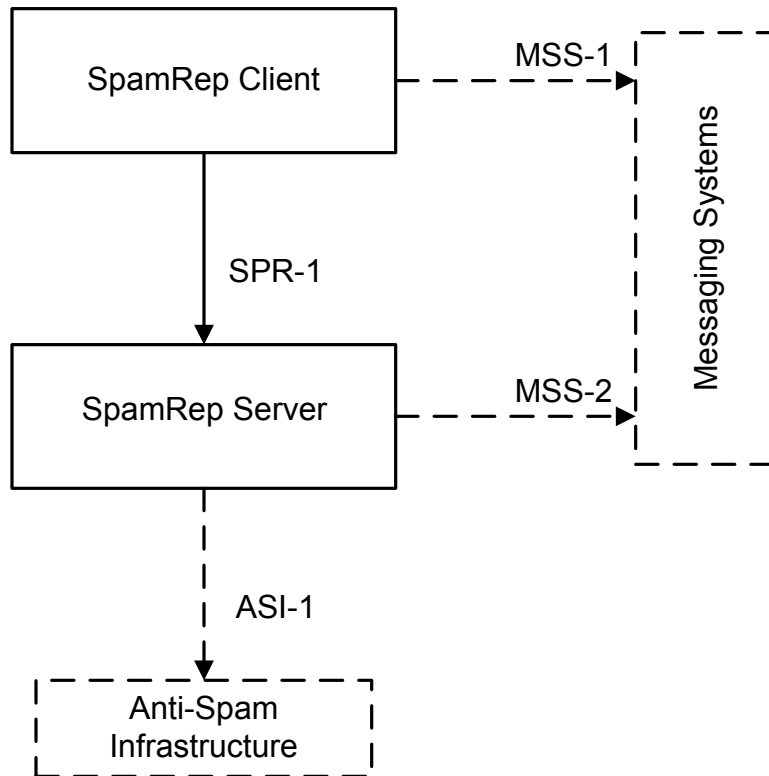 SpamRep Client
MSS-1
Messaging Systems
SPR-1
SpamRep Server
MSS-2
ASI-1
Anti-Spam
Infrastructure